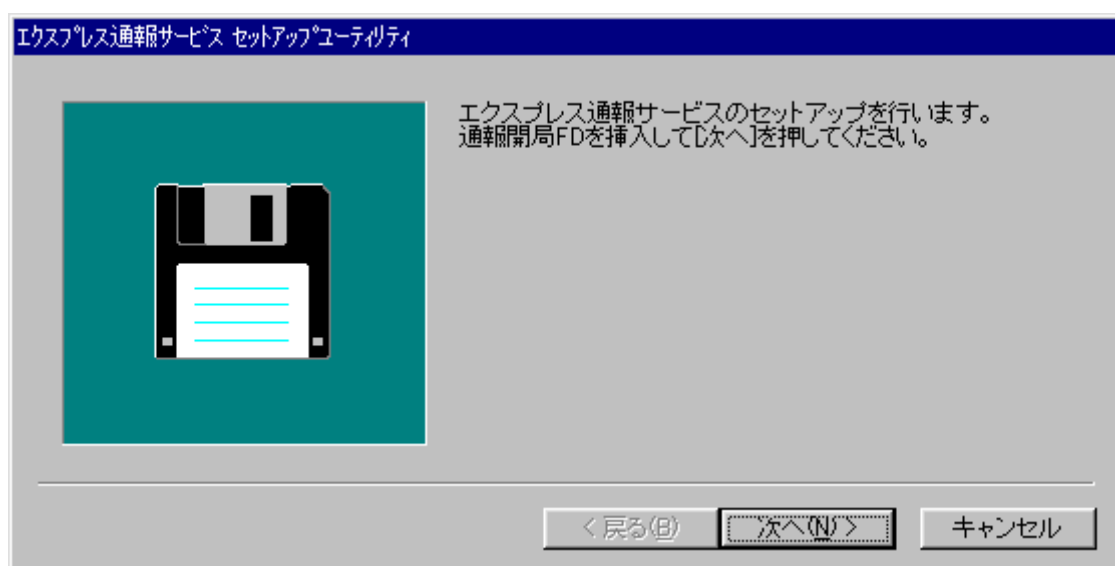 ｴｸｽﾌﾟﾚｽ通報ｻｰﾋﾞｽ ｾｯﾄｱｯﾌﾟﾕｰﾃｨﾘﾃｨ
エクスプレス通報サービスのセットアップを行います。
通報開局FDを挿入して[次へ]を押してください。
< 戻る(B)
次へ(N) >
キャンセル